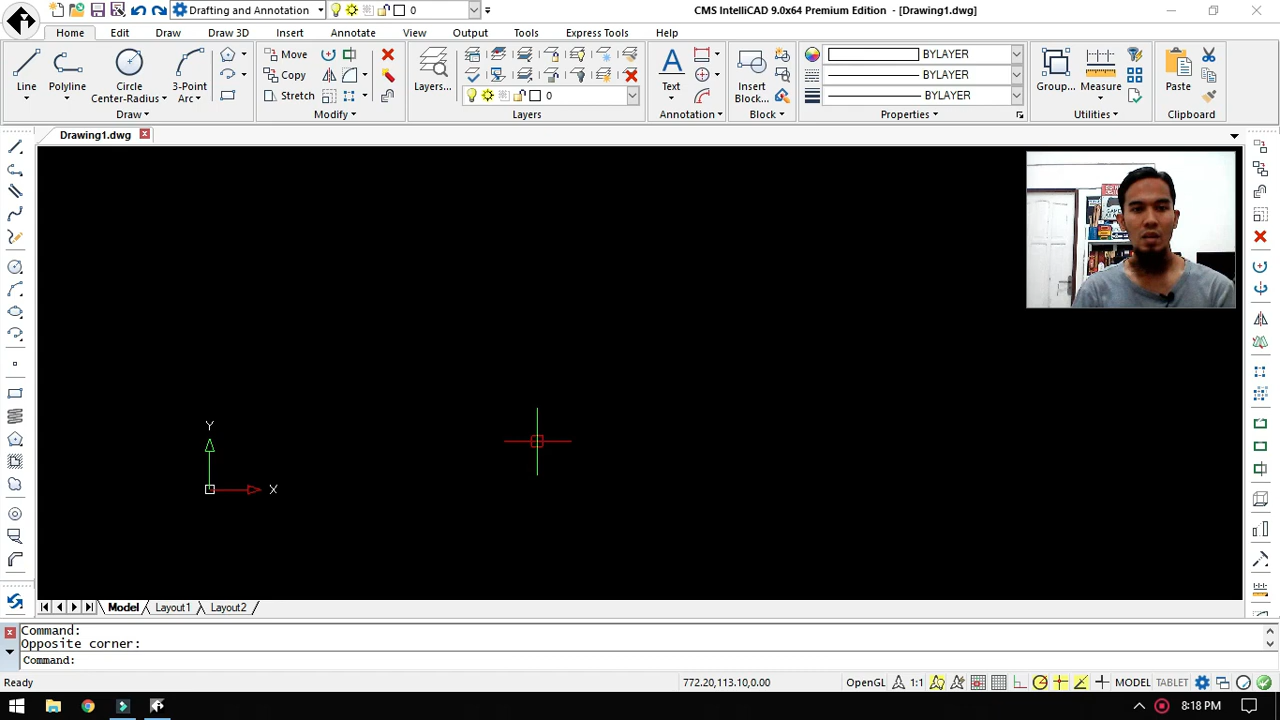 Drafting and Annotation
0
CMS IntelliCAD 9.0x64 Premium Edition - [Drawing1.dwg]
Home
Edit
Draw
Draw 3D
Insert
Annotate
View
Output
Tools
Express Tools
Help
Line
Polyline
Circle
Center-Radius
3-Point
Arc
Draw
Move
Copy
Stretch
Modify
Layers...
0
Layers
A
Text
Annotation
Insert
Block...
Block
BYLAYER
BYLAYER
BYLAYER
Properties
Group...
Measure
Utilities
Paste
Clipboard
Drawing1.dwg
Y
X
Model
Layout1
Layout2
Command:
Opposite corner:
Command:
Ready
772.20,113.10,0.00
OpenGL
1:1
MODEL
TABLET
8:18 PM